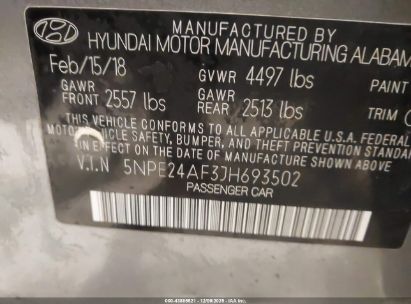 MANUFACTURED BY
HYUNDAI MOTOR MANUFACTURING ALABAM
Feb/15/18 GVWR 4497 lbs PAINT
GAWR FRONT 2557 lbs GAWR REAR 2513 lbs TRIM
THIS VEHICLE CONFORMS TO ALL APPLICABLE U.S.A. FEDERAL
MOTOR VEHICLE SAFETY, BUMPER, AND THEFT PREVENTION STANDARD
IN EFFECT ON THE DATE OF MANUFACTURE SHOWN ABOVE.
V.I.N 5NPE24AF3JH693502
PASSENGER CAR